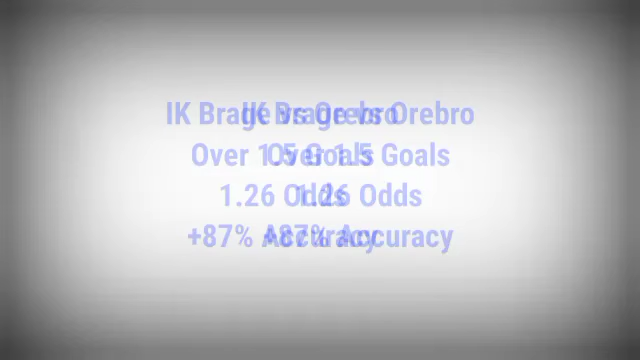 IK Brage vs Orebro
Over 1.5 Goals
1.26 Odds
+87% Accuracy